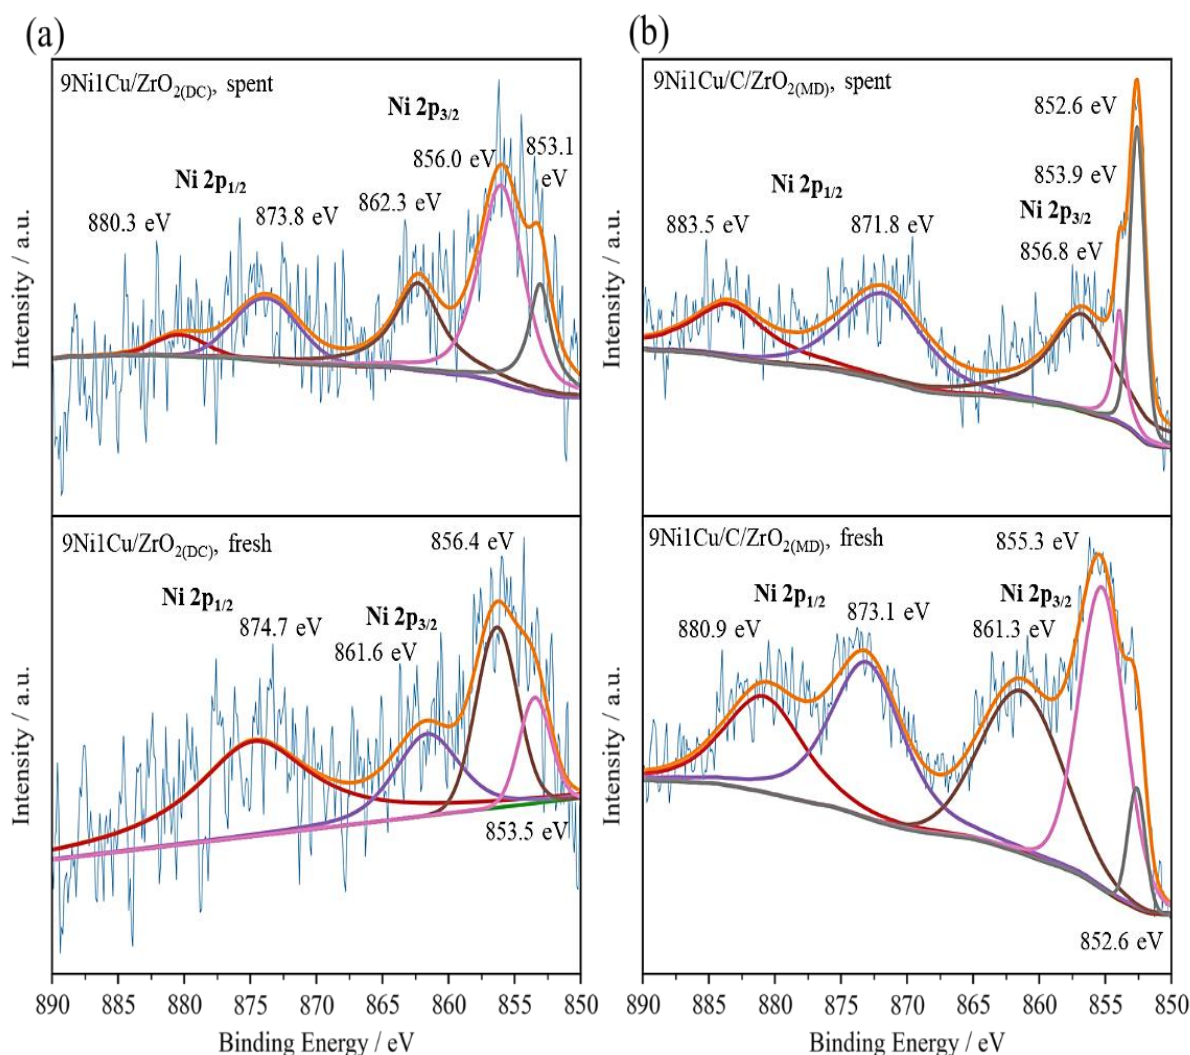 (a)
9Ni1Cu/ZrO2(DC), spent
Ni 2p3/2
856.0 eV
853.1
eV
Ni 2p1/2
880.3 eV
873.8 eV
862.3 eV
Intensity / a.u.
9Ni1Cu/ZrO2(DC), fresh
856.4 eV
Ni 2p1/2
874.7 eV
Ni 2p3/2
861.6 eV
853.5 eV
Intensity / a.u.
890 885 880 875 870 865 860 855 850
Binding Energy / eV
(b)
9Ni1Cu/C/ZrO2(MD), spent
852.6 eV
853.9 eV
Ni 2p1/2
Ni 2p3/2
883.5 eV
871.8 eV
856.8 eV
Intensity / a.u.
9Ni1Cu/C/ZrO2(MD), fresh
855.3 eV
Ni 2p1/2
Ni 2p3/2
880.9 eV
873.1 eV
861.3 eV
852.6 eV
Intensity / a.u.
890 885 880 875 870 865 860 855 850
Binding Energy / eV